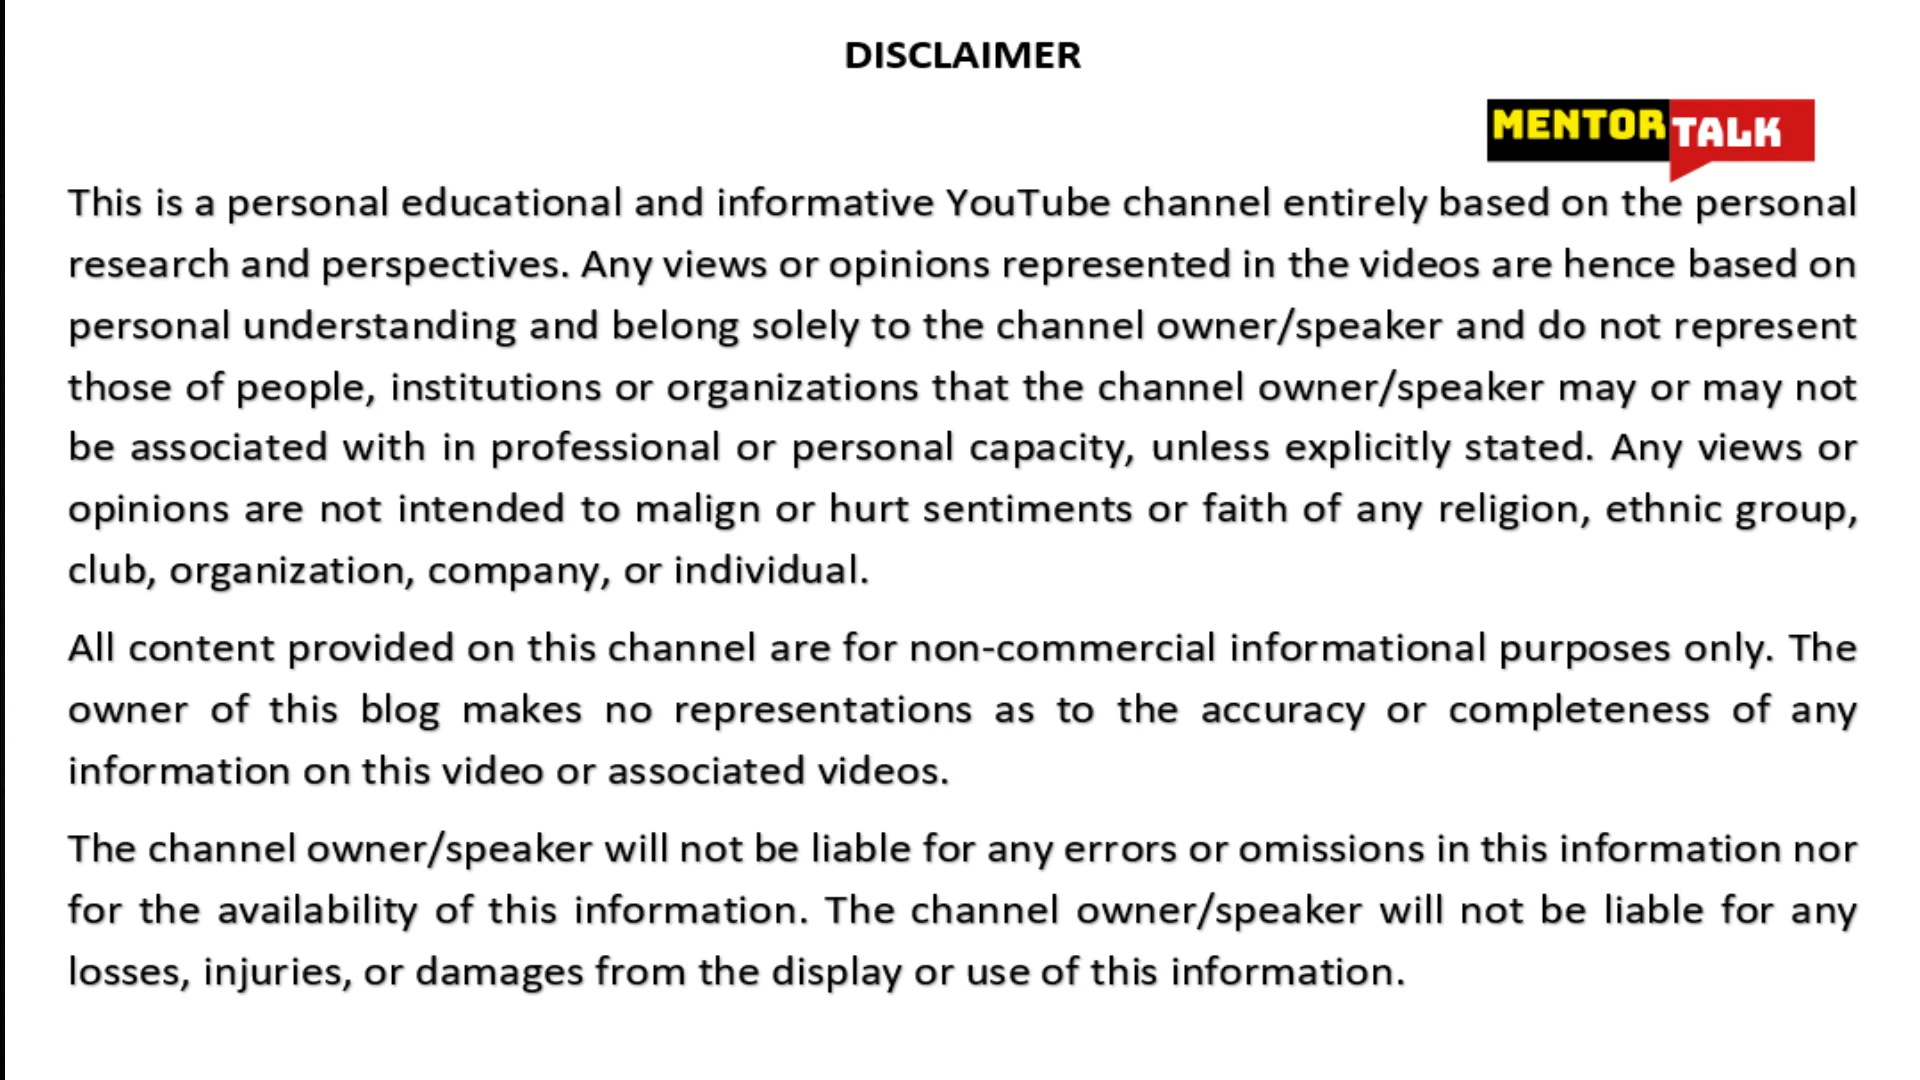 DISCLAIMER
MENTOR TALK
This is a personal educational and informative YouTube channel entirely based on the personal
research and perspectives. Any views or opinions represented in the videos are hence based on
personal understanding and belong solely to the channel owner/speaker and do not represent
those of people, institutions or organizations that the channel owner/speaker may or may not
be associated with in professional or personal capacity, unless explicitly stated. Any views or
opinions are not intended to malign or hurt sentiments or faith of any religion, ethnic group,
club, organization, company, or individual.
All content provided on this channel are for non-commercial informational purposes only. The
owner of this blog makes no representations as to the accuracy or completeness of any
information on this video or associated videos.
The channel owner/speaker will not be liable for any errors or omissions in this information nor
for the availability of this information. The channel owner/speaker will not be liable for any
losses, injuries, or damages from the display or use of this information.